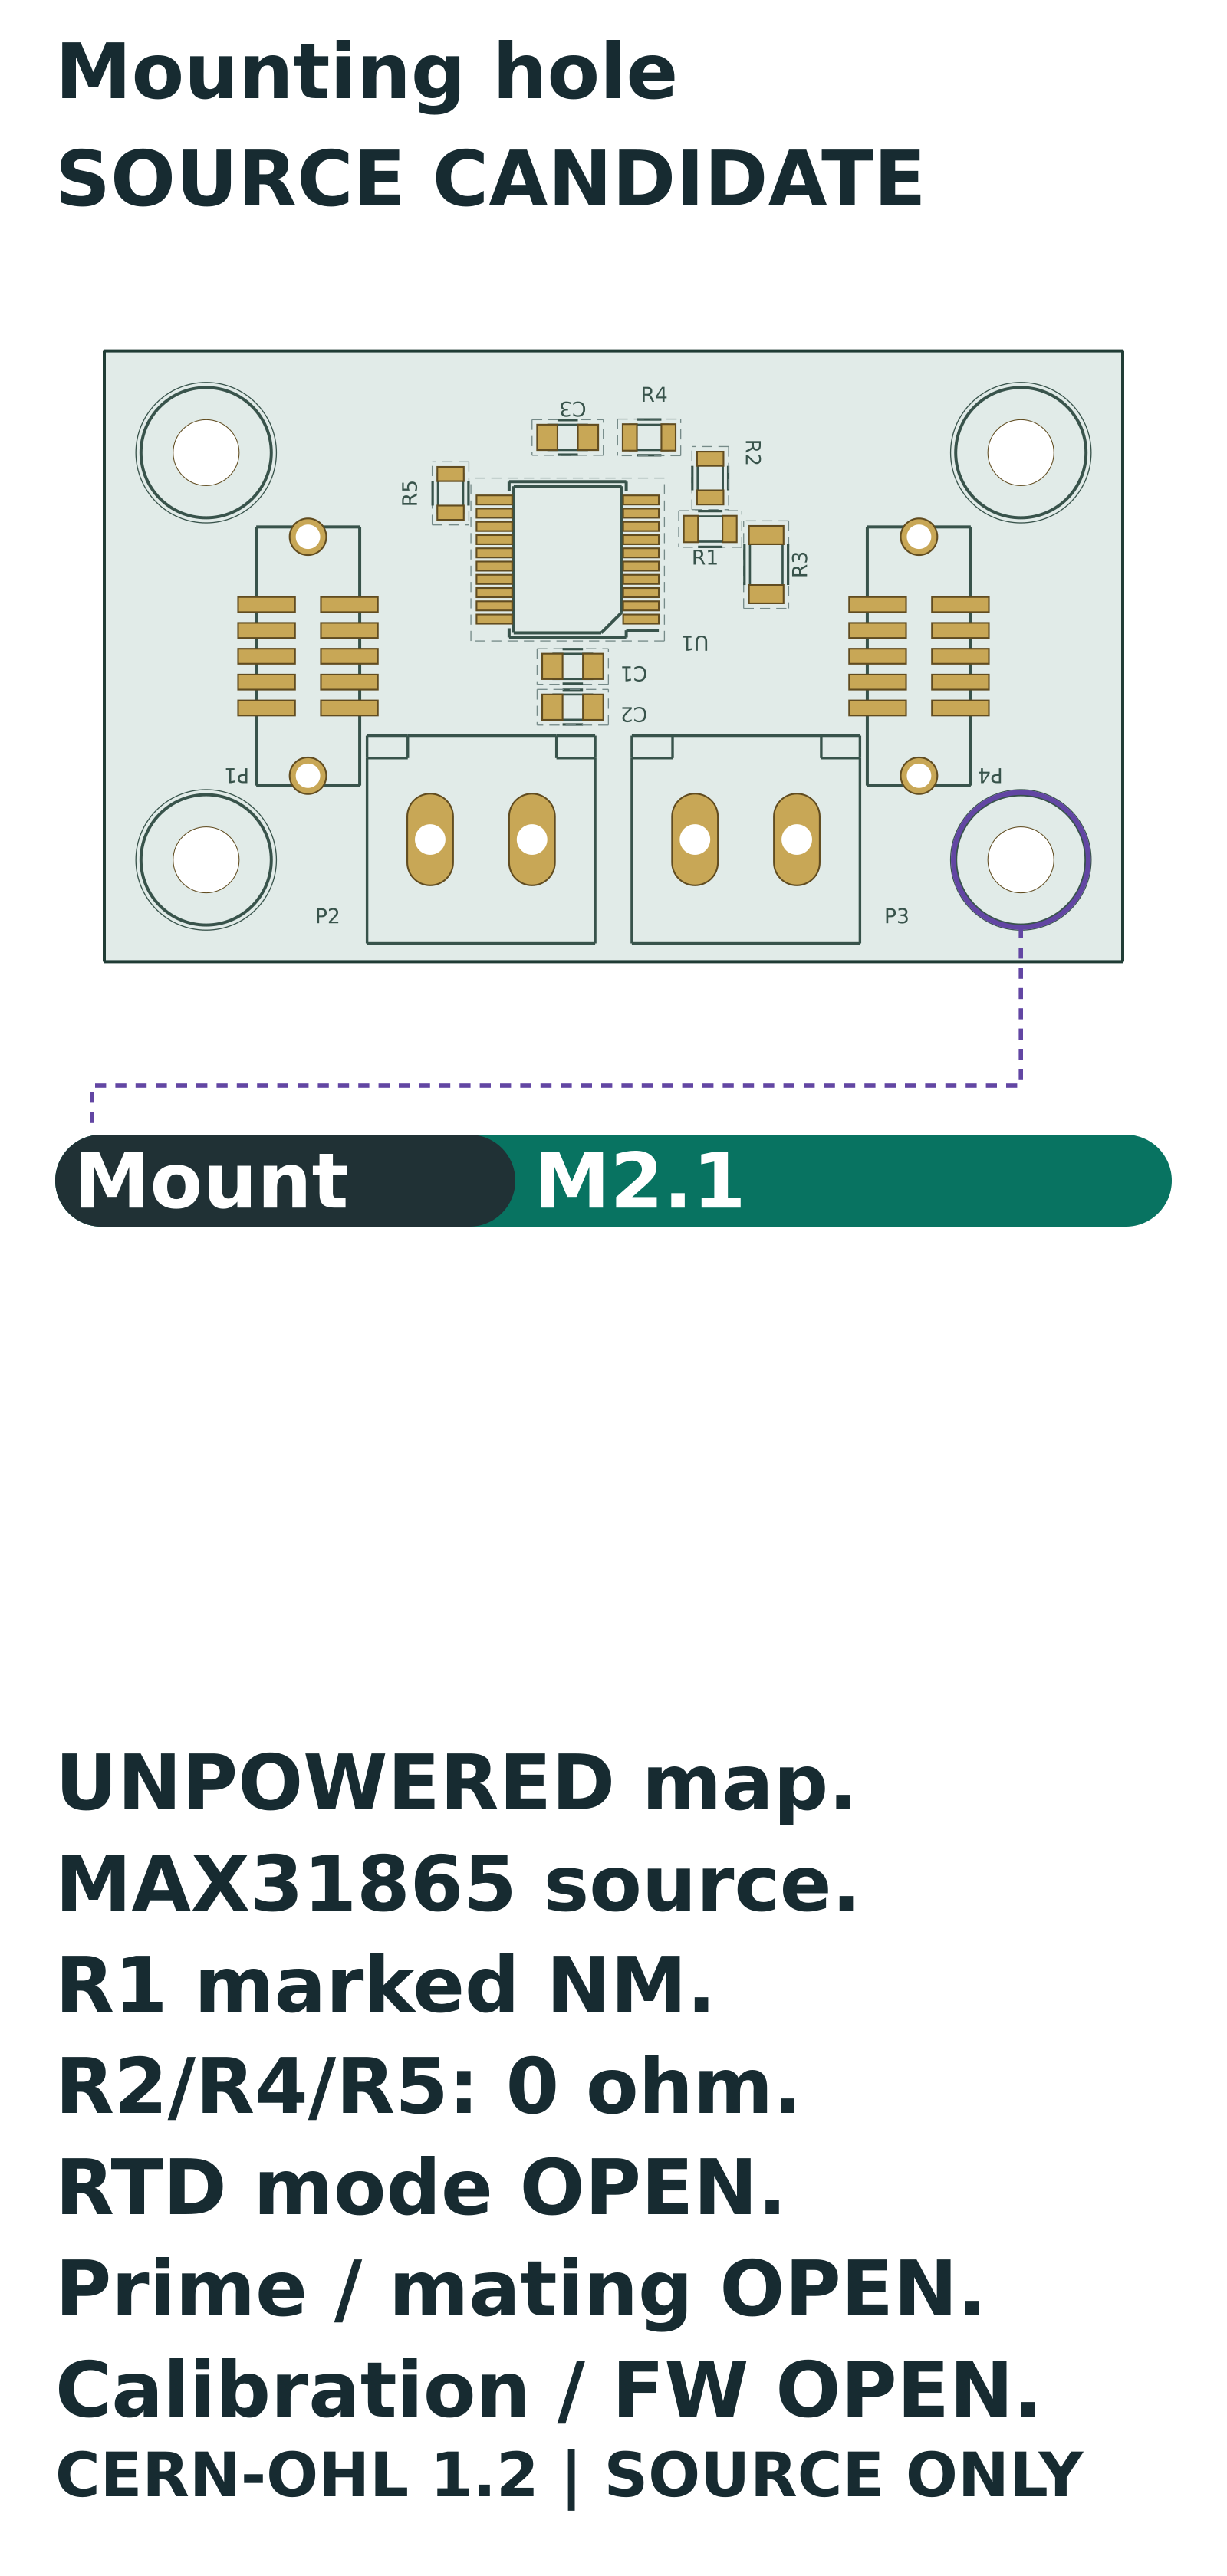 Mounting hole
SOURCE CANDIDATE
C3
R4
R2
R5
R1
R3
U1
C1
C2
P1
P4
P2
P3
Mount M2.1
UNPOWERED map.
MAX31865 source.
R1 marked NM.
R2/R4/R5: 0 ohm.
RTD mode OPEN.
Prime / mating OPEN.
Calibration / FW OPEN.
CERN-OHL 1.2 | SOURCE ONLY